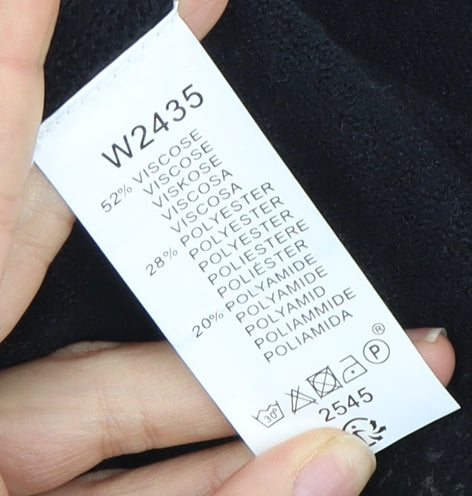 W2435
52% VISCOSE
VISCOSE
VISKOSE
VISCOSA
VISCOSA
28% POLYESTER
POLYESTER
POLYESTER
POLIESTERE
POLIÉSTER
20% POLYAMIDE
POLYAMIDE
POLYAMID
POLIAMMIDE
POLIAMIDA
30° P ®
2545